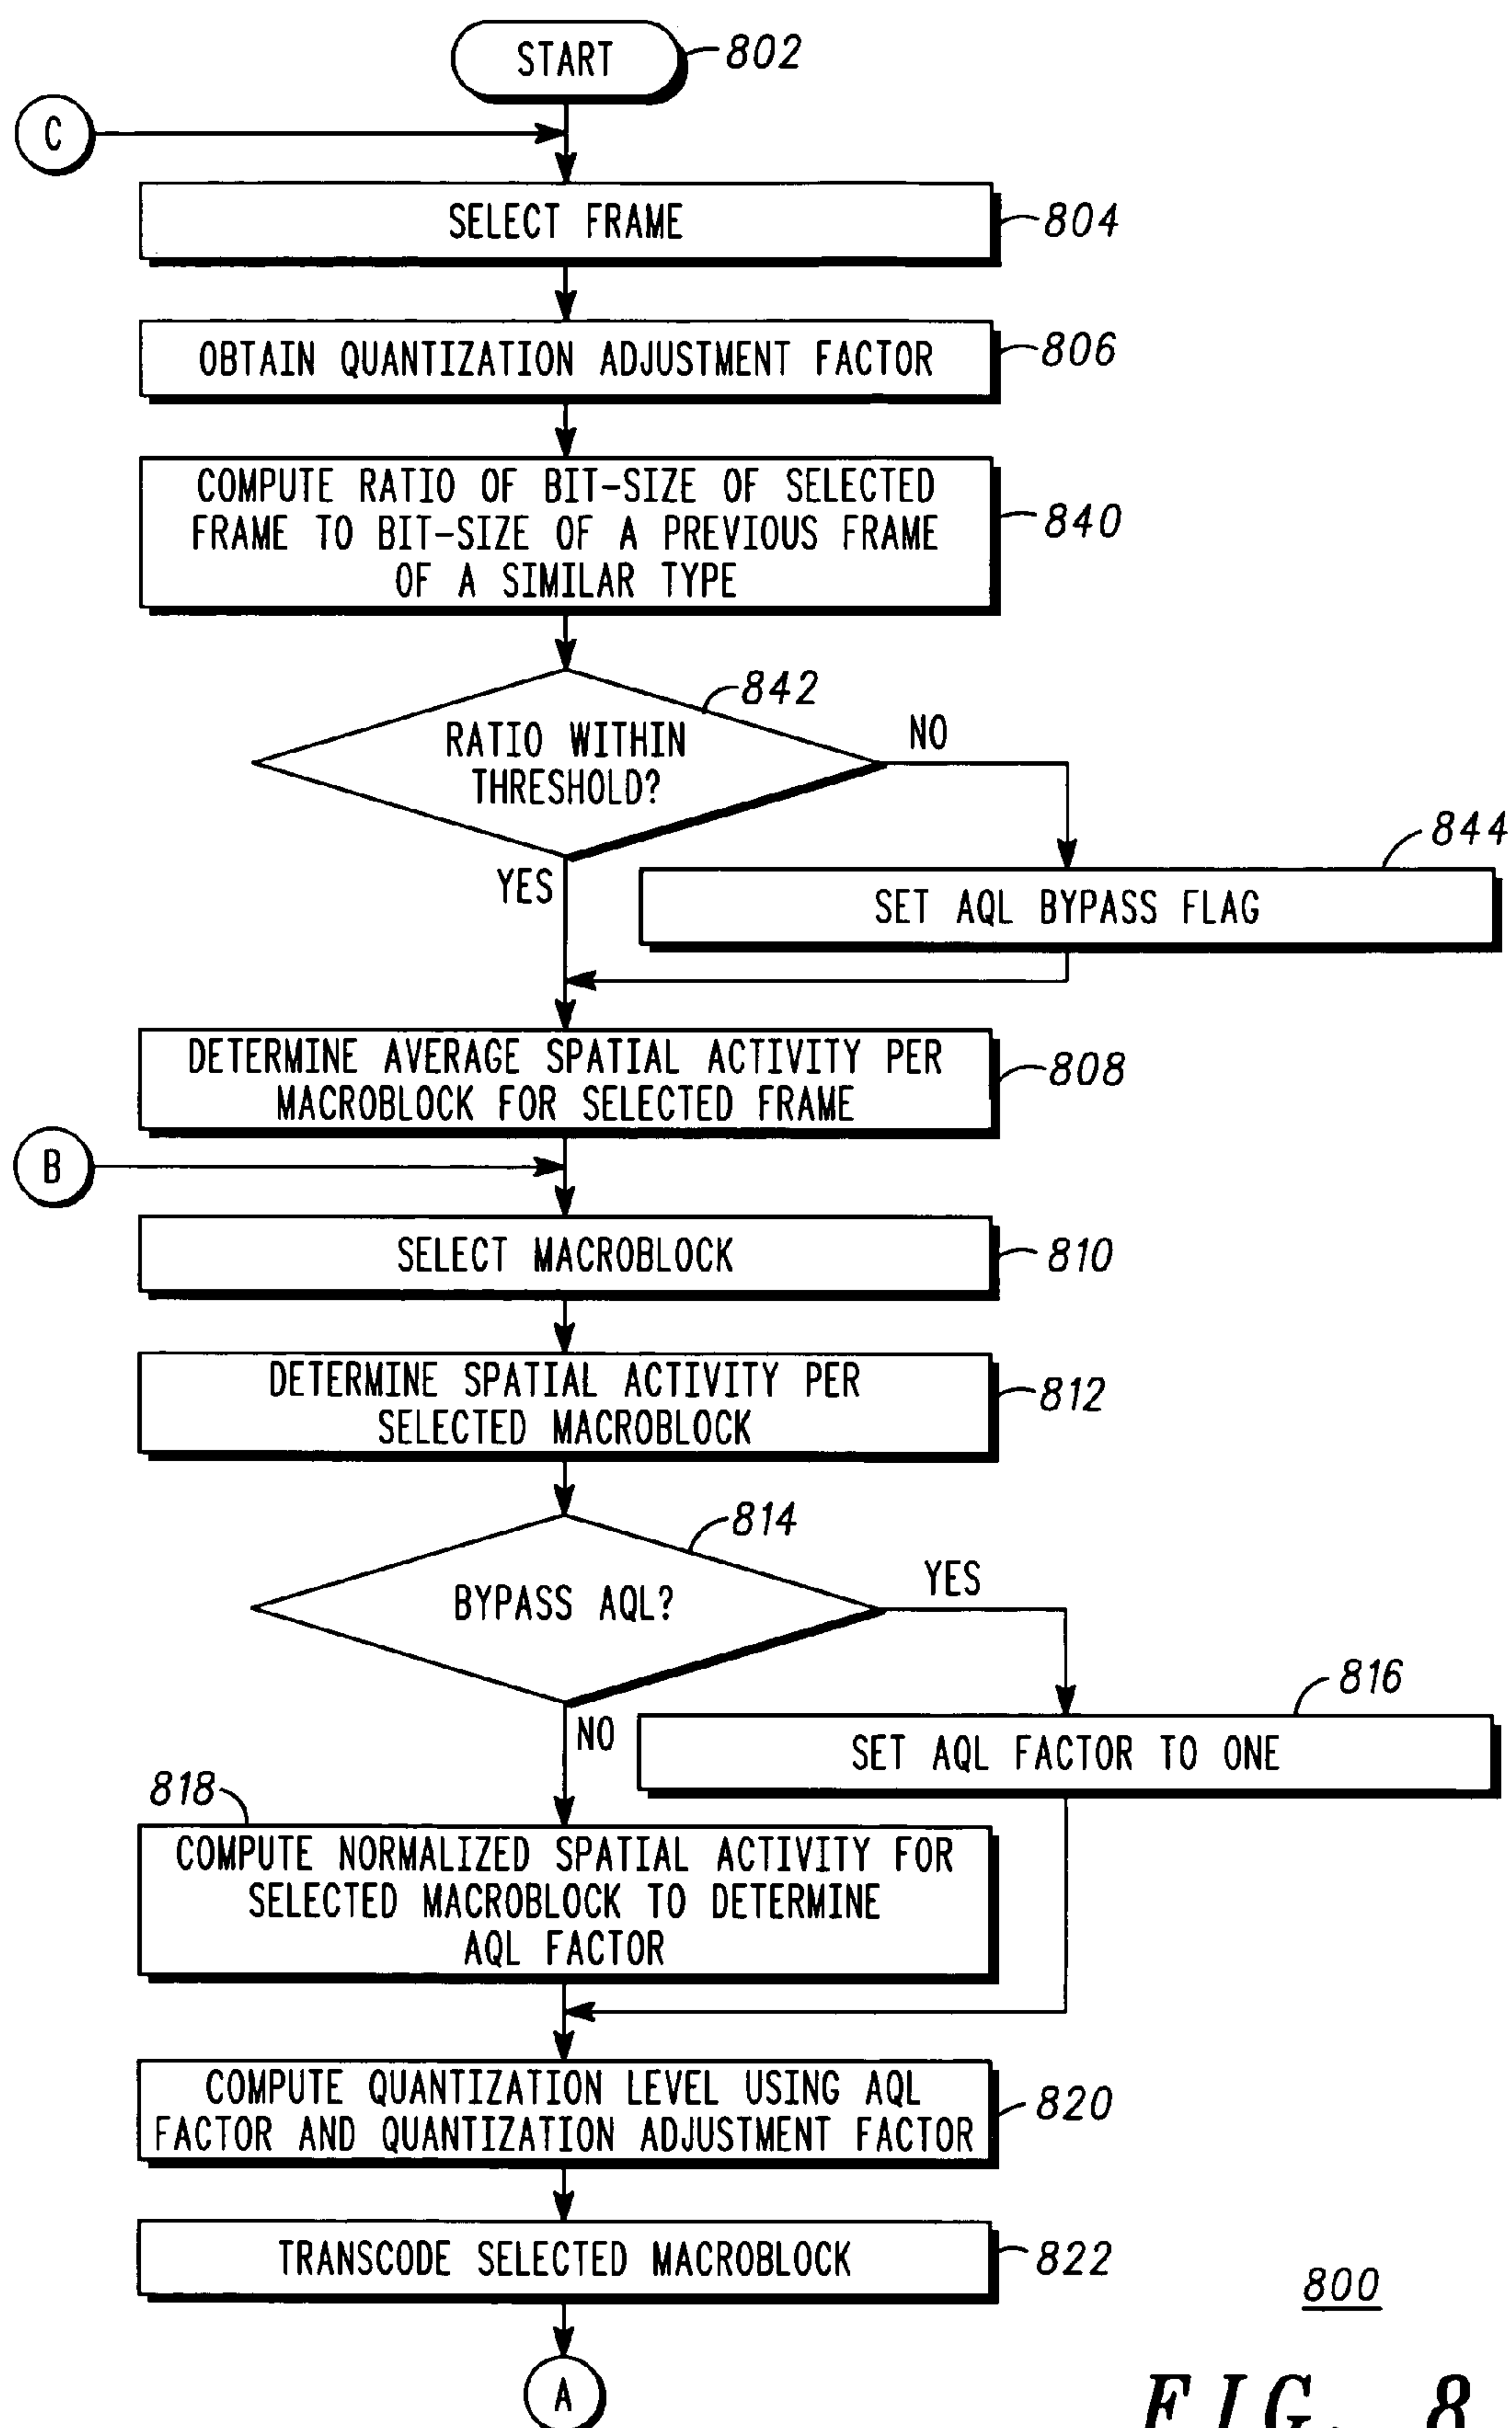 START
802
C
SELECT FRAME
804
OBTAIN QUANTIZATION ADJUSTMENT FACTOR
806
COMPUTE RATIO OF BIT-SIZE OF SELECTED
FRAME TO BIT-SIZE OF A PREVIOUS FRAME
OF A SIMILAR TYPE
840
842
RATIO WITHIN
THRESHOLD?
NO
YES
844
SET AQL BYPASS FLAG
DETERMINE AVERAGE SPATIAL ACTIVITY PER
MACROBLOCK FOR SELECTED FRAME
808
B
SELECT MACROBLOCK
810
DETERMINE SPATIAL ACTIVITY PER
SELECTED MACROBLOCK
812
814
BYPASS AQL?
YES
NO
816
SET AQL FACTOR TO ONE
818
COMPUTE NORMALIZED SPATIAL ACTIVITY FOR
SELECTED MACROBLOCK TO DETERMINE
AQL FACTOR
COMPUTE QUANTIZATION LEVEL USING AQL
FACTOR AND QUANTIZATION ADJUSTMENT FACTOR
820
TRANSCODE SELECTED MACROBLOCK
822
800
A
FIG. 8